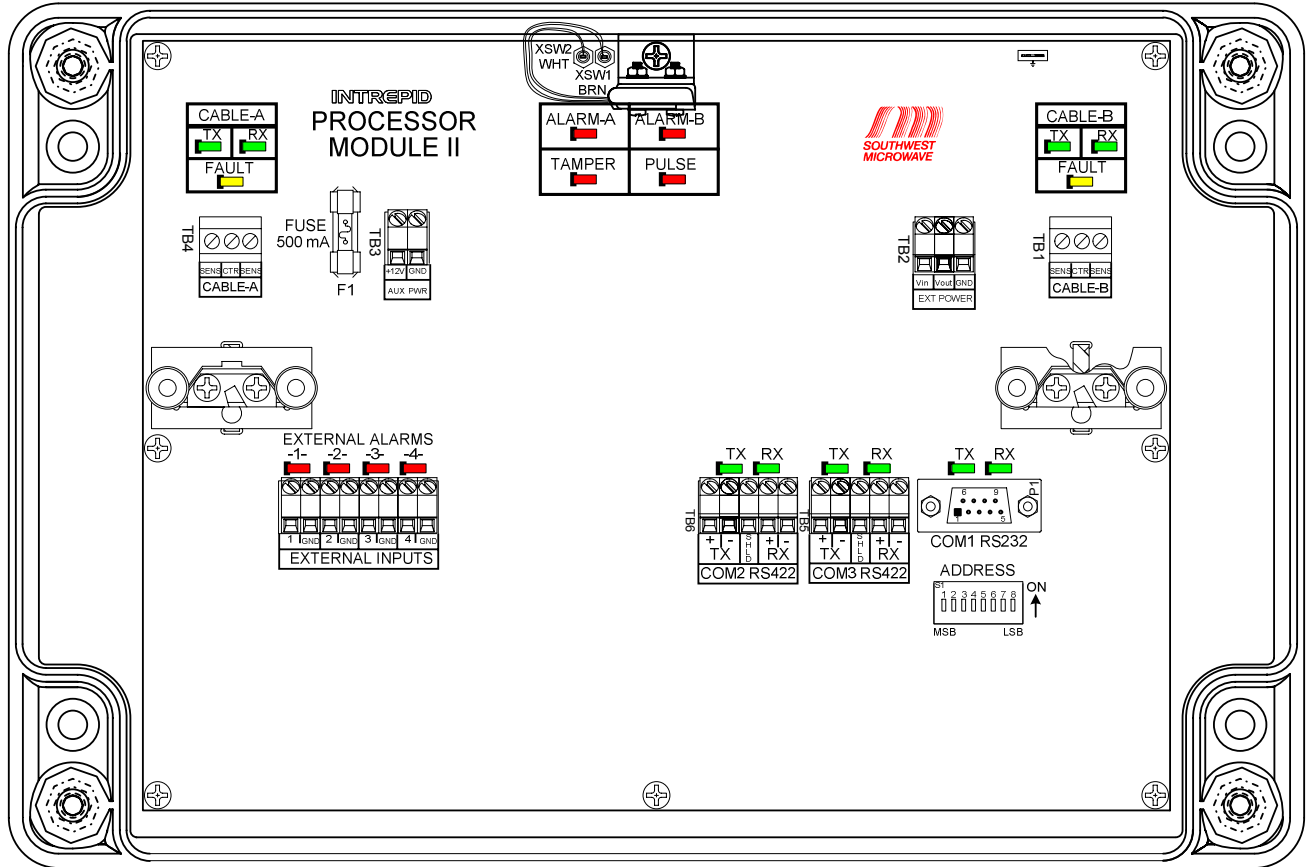 XSW2
WHT
XSW1
BRN
INTREPID
PROCESSOR
MODULE II
CABLE-A
TX RX
FAULT
ALARM-A ALARM-B
TAMPER PULSE
SOUTHWEST
MICROWAVE
CABLE-B
TX RX
FAULT
TB4
SENS CTR SENS
CABLE-A
FUSE
500 mA
F1
TB3
+12V GND
AUX PWR
TB2
Vin Vout GND
EXT POWER
TB1
SENS CTR SENS
CABLE-B
EXTERNAL ALARMS
-1- -2- -3- -4-
1 GND 2 GND 3 GND 4 GND
EXTERNAL INPUTS
TX RX
TB6
+ - SHLD + -
TX RX
COM2 RS422
TX RX
TB5
+ - SHLD + -
TX RX
COM3 RS422
TX RX
P1
6 9
1 5
COM1 RS232
ADDRESS
S1
1 2 3 4 5 6 7 8
ON
MSB LSB